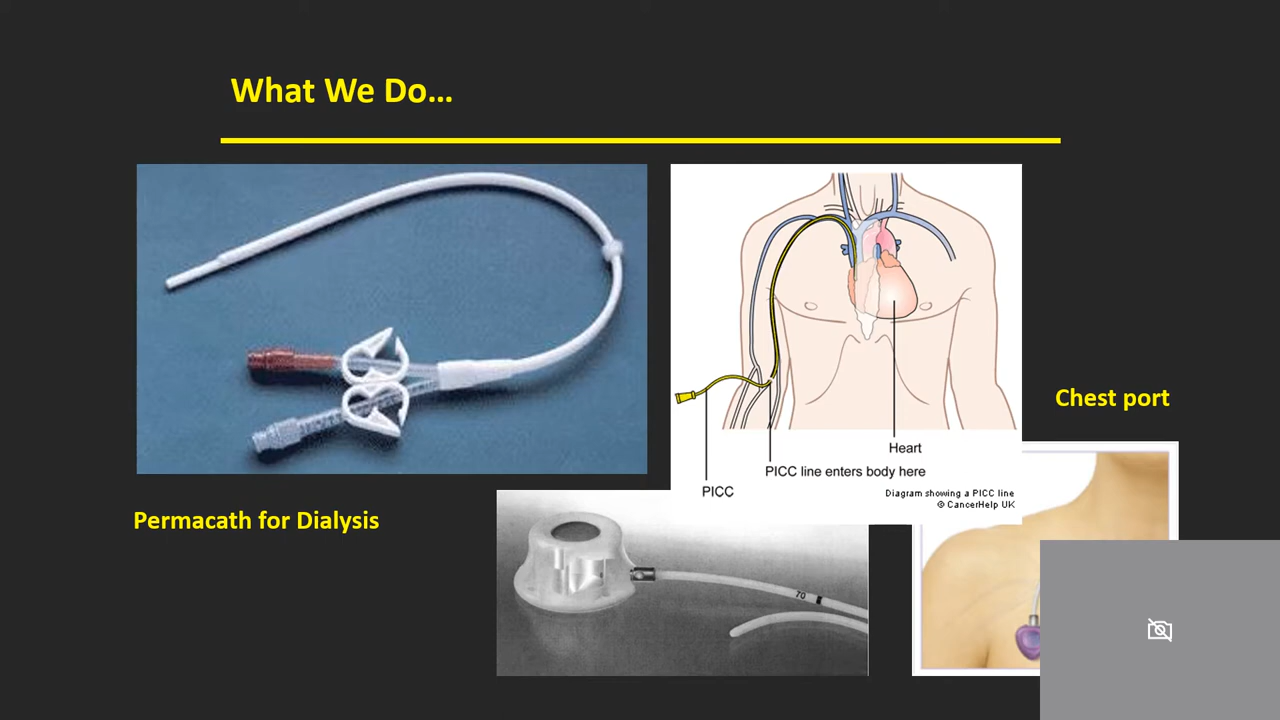 What We Do...
Heart
PICC line enters body here
PICC
Diagram showing a PICC line
© CancerHelp UK
Chest port
Permacath for Dialysis
70